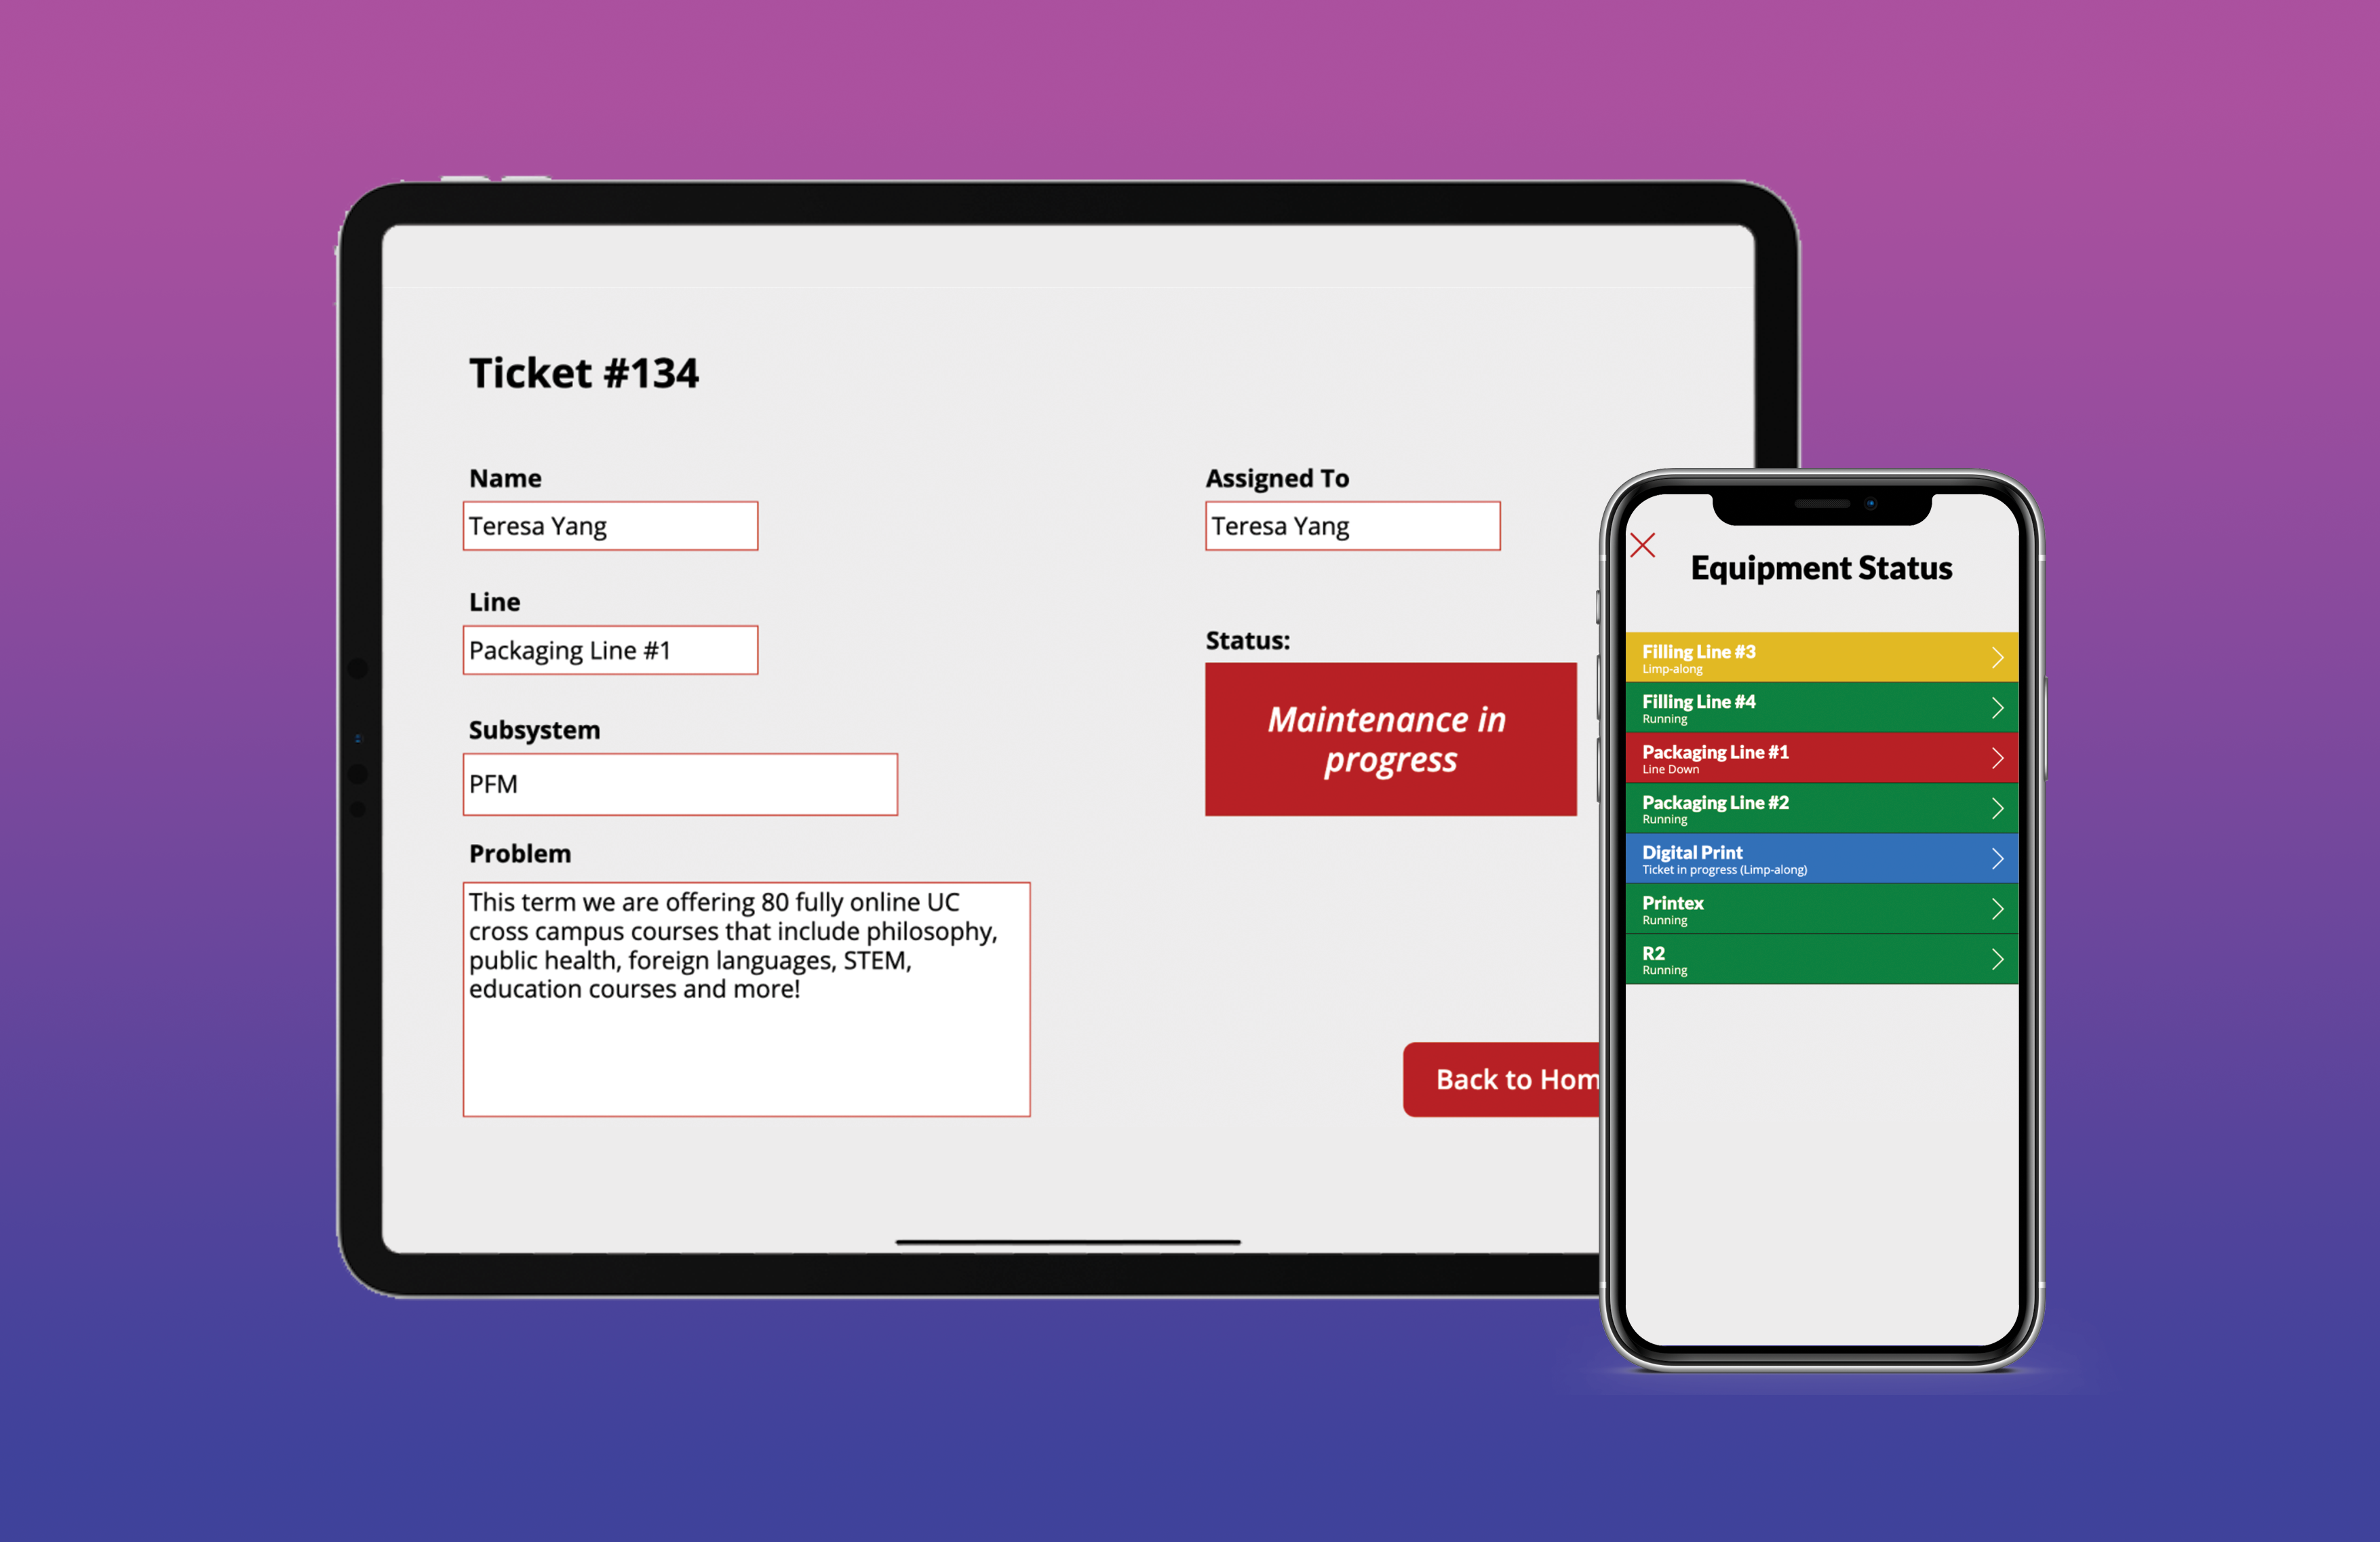 Ticket #134
Name
Teresa Yang
Line
Packaging Line #1
Subsystem
PFM
Problem
This term we are offering 80 fully online UC
cross campus courses that include philosophy,
public health, foreign languages, STEM,
education courses and more!
Assigned To
Teresa Yang
Status:
Maintenance in
progress
Back to Hom
Equipment Status
Filling Line #3
Limp-along
Filling Line #4
Running
Packaging Line #1
Line Down
Packaging Line #2
Running
Digital Print
Ticket in progress (Limp-along)
Printex
Running
R2
Running